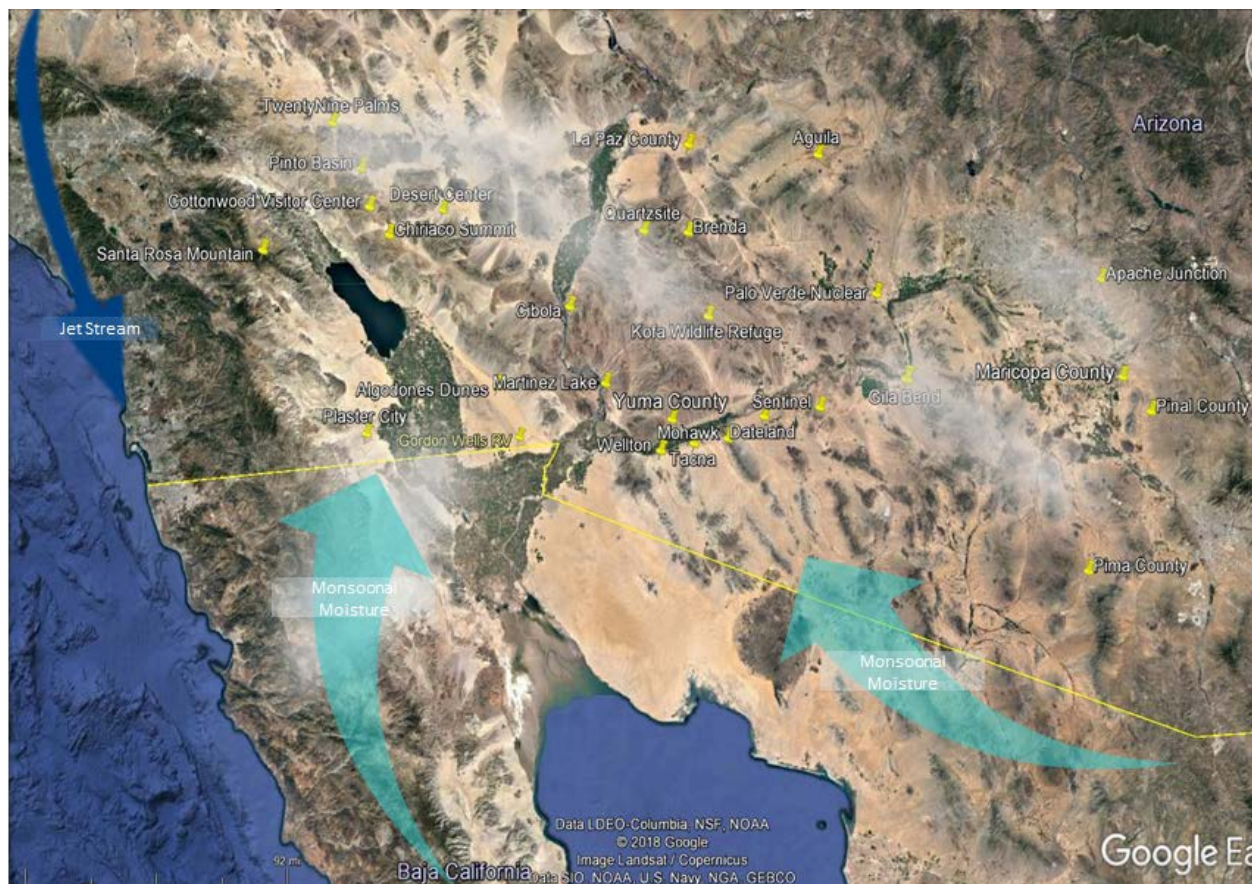 TwentyNine Palms
La Paz County
Aguila
Arizona
Pinto Basin
Cottonwood Visitor Center
Desert Center
Chiriaco Summit
Quartzsite
Brenda
Santa Rosa Mountain
Apache Junction
Palo Verde Nuclear
Jet Stream
Cibola
Kofa Wildlife Refuge
Algodones Dunes
Martinez Lake
Gila Bend
Maricopa County
Plaster City
Yuma County
Sentinel
Pinal County
Gordon Wells RV
Wellton
Mohawk
Dateland
Tacna
Pima County
Monsoonal
Moisture
Monsoonal
Moisture
Data LDEO-Columbia, NSF, NOAA
© 2018 Google
Image Landsat / Copernicus
Data SIO, NOAA, U.S. Navy, NGA, GEBCO
92 mi
Baja California
Google Ea